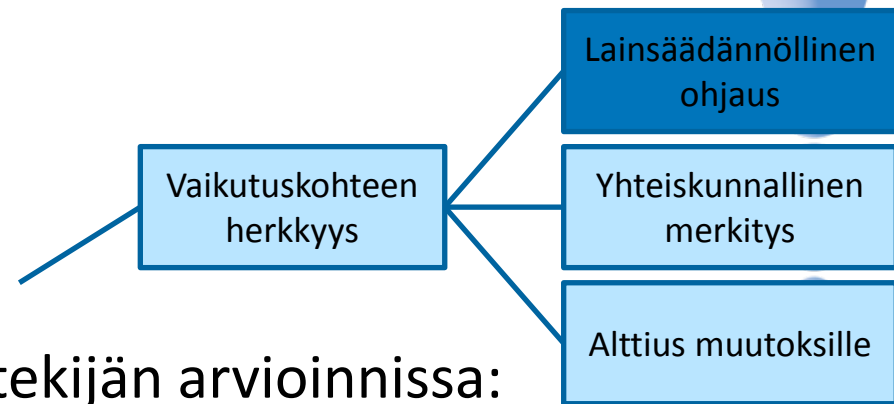 Lainsäädännöllinen
ohjaus
Vaikutuskohteen
herkkyys
Yhteiskunnallinen
merkitys
Alttius muutoksille
tekijän arvioinnissa: